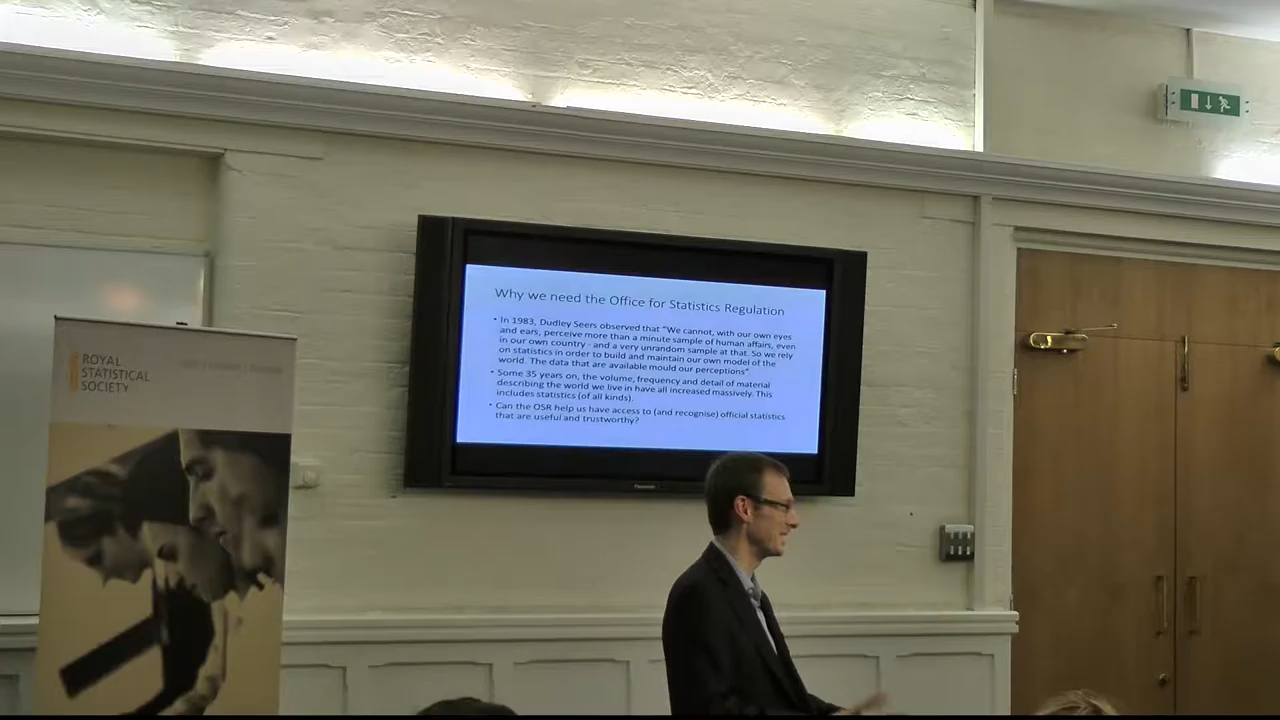 Why we need the Office for Statistics Regulation
• In 1983, Dudley Seers observed that "We cannot, with our own eyes
and ears, perceive more than a minute sample of human affairs, even
in our own country - and a very unrandom sample at that. So we rely
on statistics in order to build and maintain our own model of the
world. The data that are available mould our perceptions".
• Some 35 years on, the volume, frequency and detail of material
describing the world we live in have all increased massively. This
includes statistics (of all kinds).
• Can the OSR help us have access to (and recognise) official statistics
that are useful and trustworthy?
Panasonic
ROYAL
STATISTICAL
SOCIETY